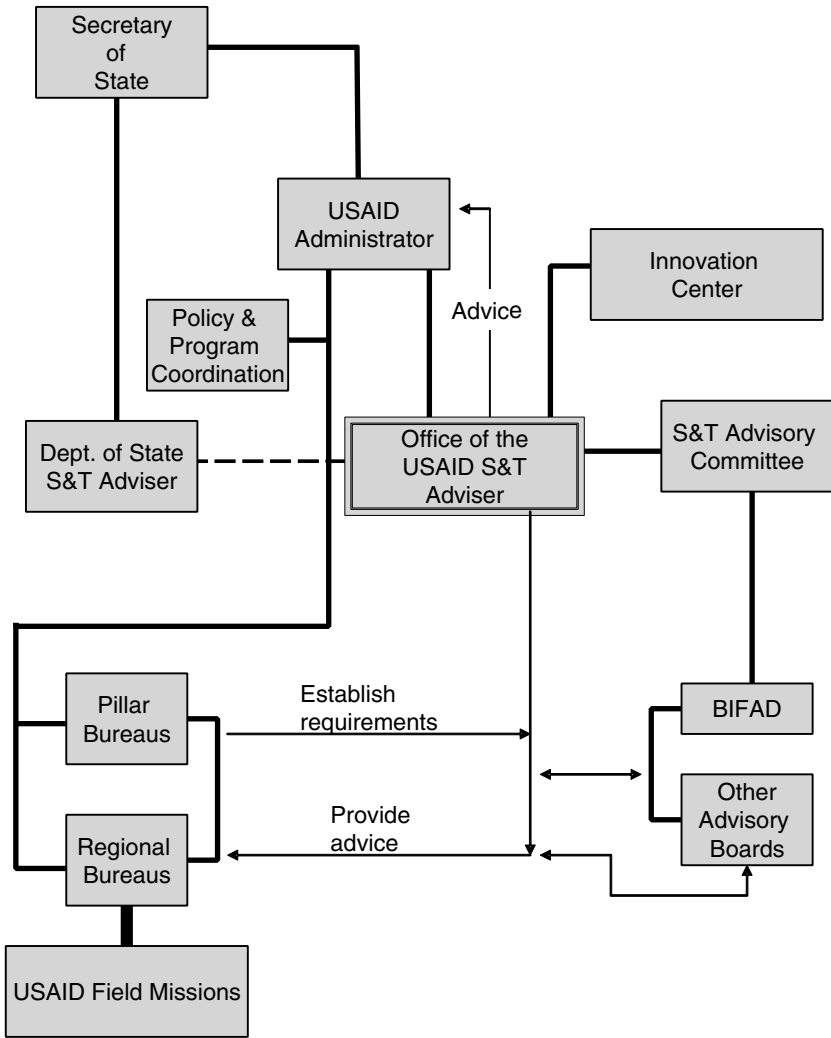 Secretary
of
State
USAID
Administrator
Innovation
Center
Advice
Policy &
Program
Coordination
Office of the
USAID S&T
Adviser
S&T Advisory
Committee
Dept. of State
S&T Adviser
Establish
requirements
Pillar
Bureaus
BIFAD
Provide
advice
Other
Advisory
Boards
Regional
Bureaus
USAID Field Missions